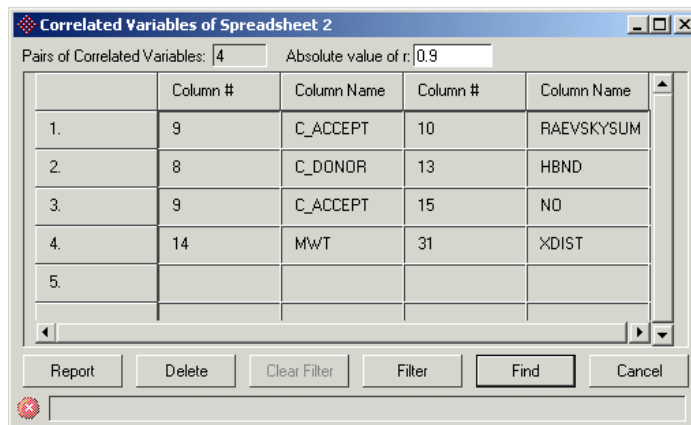 Correlated Variables of Spreadsheet 2
Pairs of Correlated Variables: 4 Absolute value of r: 0.9
Column # Column Name Column # Column Name
1. 9 C_ACCEPT 10 RAEVSKYSUM
2. 8 C_DONOR 13 HBND
3. 9 C_ACCEPT 15 NO
4. 14 MWT 31 XDIST
5.
Report Delete Clear Filter Filter Find Cancel